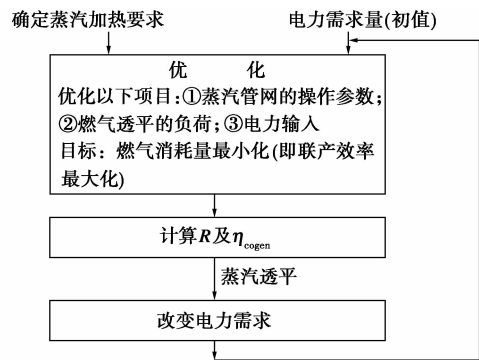 确定蒸汽加热要求
电力需求量(初值)
优 化
优化以下项目:①蒸汽管网的操作参数;
②燃气透平的负荷;③电力输入
目标: 燃气消耗量最小化(即联产效率
最大化)
计算R及ηcogen
蒸汽透平
改变电力需求